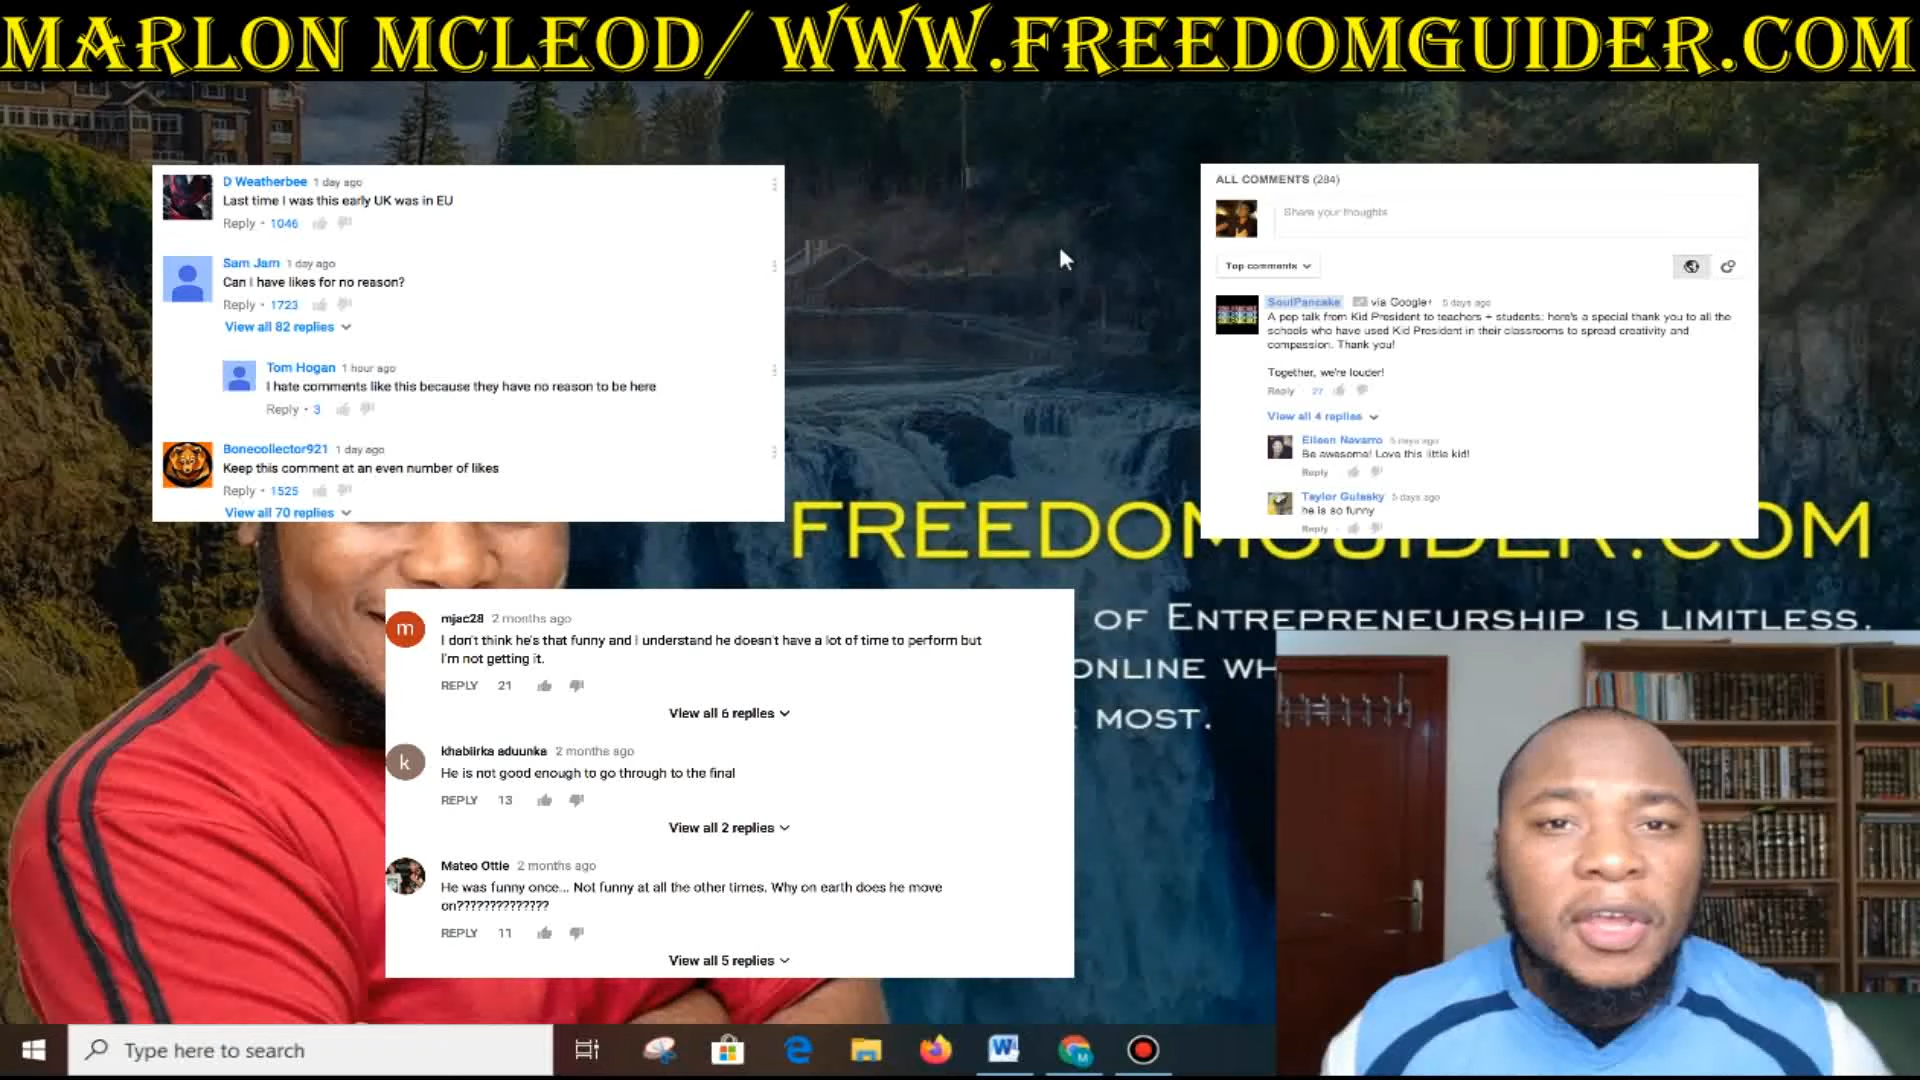 MARLON MCLEOD/ WWW.FREEDOMGUIDER.COM
D Weatherbee 1 day ago
Last time I was this early UK was in EU
Reply • 1046
Sam Jam 1 day ago
Can I have likes for no reason?
Reply • 1723
View all 82 replies
Tom Hogan 1 hour ago
I hate comments like this because they have no reason to be here
Reply • 3
Bonecollector921 1 day ago
Keep this comment at an even number of likes
Reply • 1525
View all 70 replies
ALL COMMENTS (284)
Share your thoughts
Top comments
SoulPancake via Google+ 5 days ago
A pep talk from Kid President to teachers + students: here's a special thank you to all the
schools who have used Kid President in their classrooms to spread creativity and
compassion. Thank you!
Together, we're louder!
Reply · 27
View all 4 replies
Eileen Navarro 5 days ago
Be awesome! Love this little kid!
Reply
Taylor Gulasky 5 days ago
he is so funny
Reply
FREEDOMGUIDER.COM
OF ENTREPRENEURSHIP IS LIMITLESS.
ONLINE WH
MOST.
m
mjac28 2 months ago
I don't think he's that funny and I understand he doesn't have a lot of time to perform but
I'm not getting it.
REPLY 21
View all 6 replies
k
khabiirka aduunka 2 months ago
He is not good enough to go through to the final
REPLY 13
View all 2 replies
Mateo Ottie 2 months ago
He was funny once... Not funny at all the other times. Why on earth does he move
on??????????????
REPLY 11
View all 5 replies
Type here to search
W
M